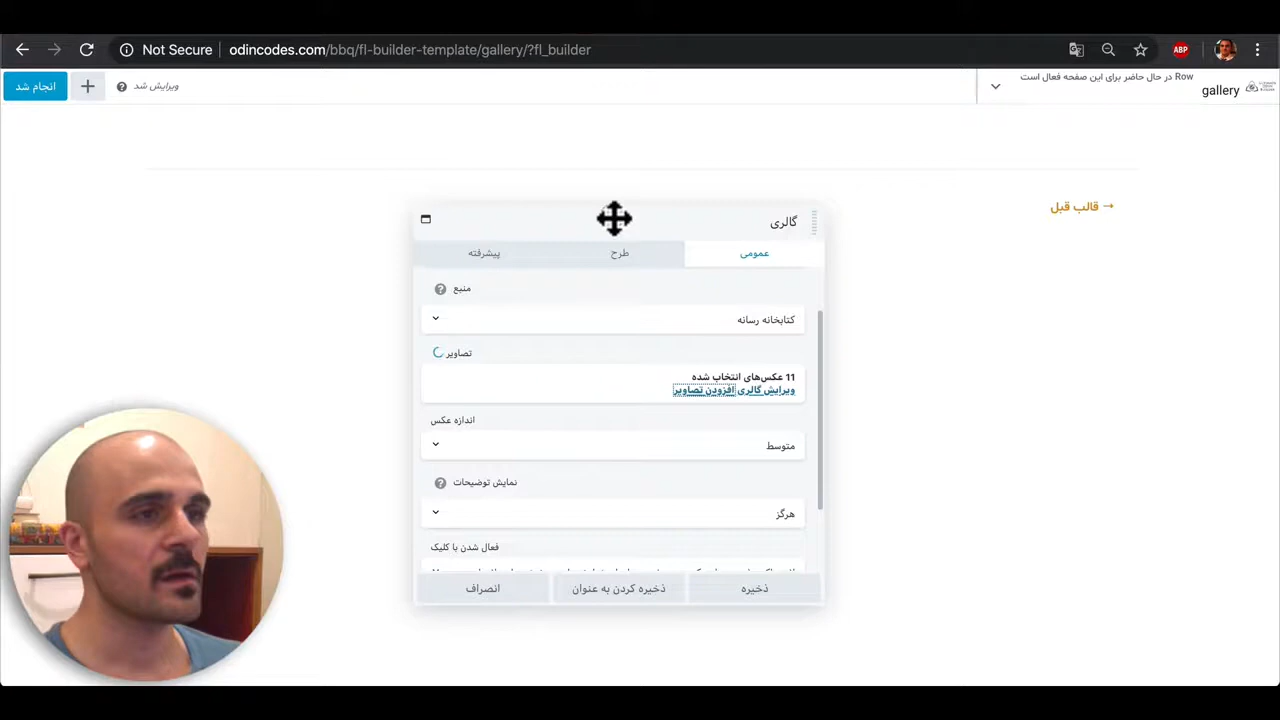 Not Secure odincodes.com/bbq/fl-builder-template/gallery/?fl_builder ABP
Row در حال حاضر برای این صفحه فعال است
gallery
ویرایش شد
انجام شد
→ قالب قبل
گالری
عمومی طرح پیشرفته
منبع
کتابخانه رسانه
تصاویر
11 عکس‌های انتخاب شده
ویرایش گالری افزودن تصاویر
اندازه عکس
متوسط
نمایش توضیحات
هرگز
فعال شدن با کلیک
ذخیره ذخیره کردن به عنوان انصراف